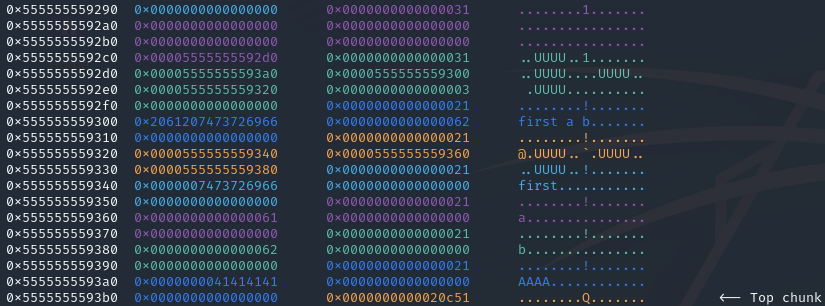 0x555555559290 0x0000000000000000 0x0000000000000031 ........1.......
0x5555555592a0 0x0000000000000000 0x0000000000000000 ................
0x5555555592b0 0x0000000000000000 0x0000000000000000 ................
0x5555555592c0 0x00005555555592d0 0x0000000000000031 ..UUUU..1.......
0x5555555592d0 0x00005555555593a0 0x0000555555559300 ..UUUU....UUUU..
0x5555555592e0 0x0000555555559320 0x0000000000000003  .UUUU..........
0x5555555592f0 0x0000000000000000 0x0000000000000021 ........!.......
0x555555559300 0x2061207473726966 0x0000000000000062 first a b.......
0x555555559310 0x0000000000000000 0x0000000000000021 ........!.......
0x555555559320 0x0000555555559340 0x0000555555559360 @.UUUU..`.UUUU..
0x555555559330 0x0000555555559380 0x0000000000000021 ..UUUU..!.......
0x555555559340 0x0000007473726966 0x0000000000000000 first...........
0x555555559350 0x0000000000000000 0x0000000000000021 ........!.......
0x555555559360 0x0000000000000061 0x0000000000000000 a...............
0x555555559370 0x0000000000000000 0x0000000000000021 ........!.......
0x555555559380 0x0000000000000062 0x0000000000000000 b...............
0x555555559390 0x0000000000000000 0x0000000000000021 ........!.......
0x5555555593a0 0x0000000041414141 0x0000000000000000 AAAA............
0x5555555593b0 0x0000000000000000 0x0000000000020c51 ........Q....... <-- Top chunk